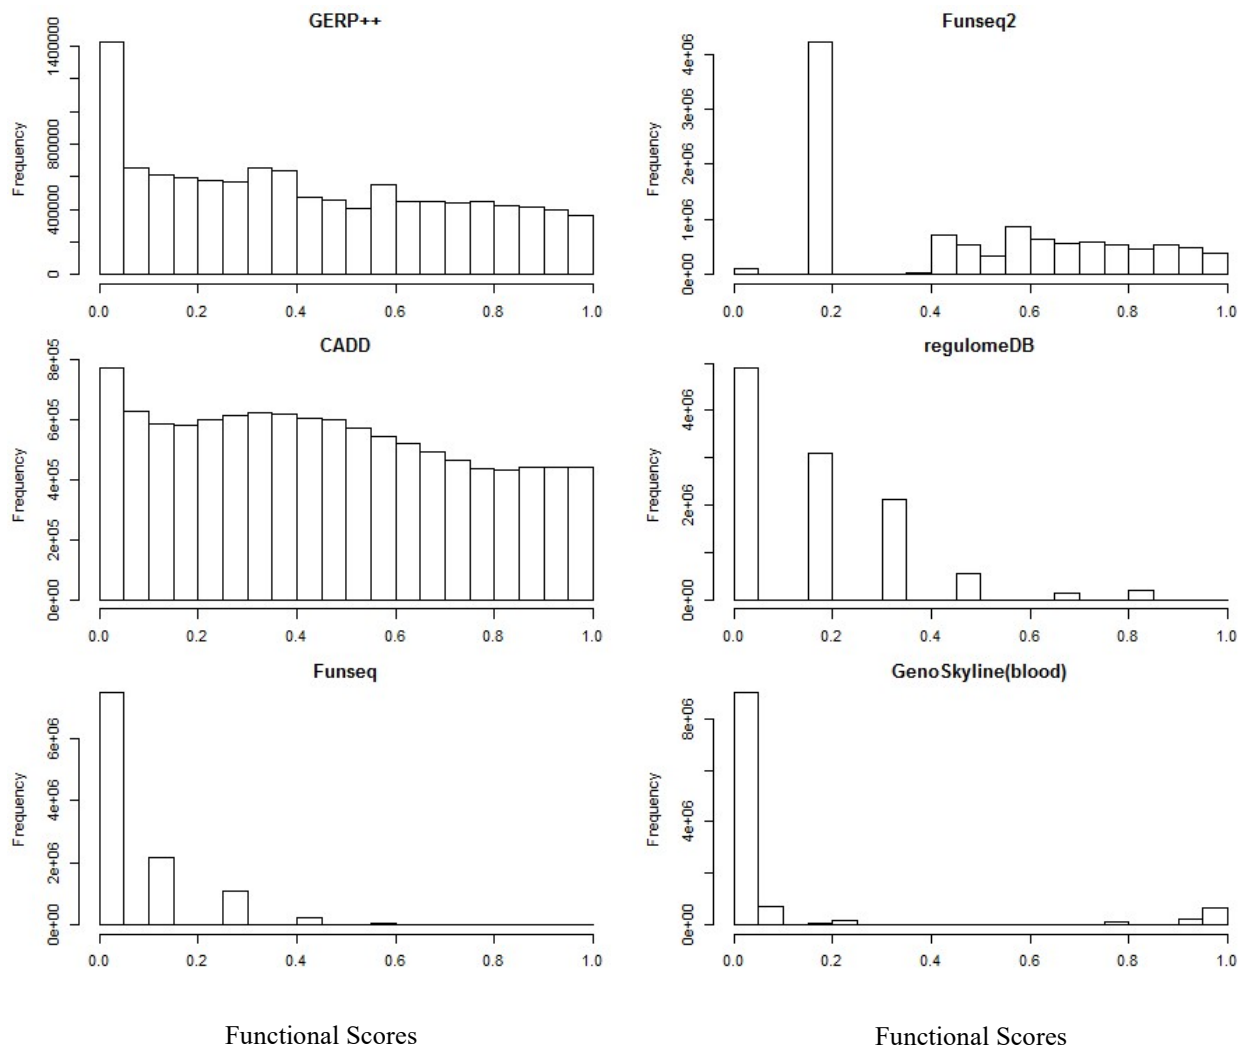 GERP++
Frequency
0 400000 800000 1400000
0.0 0.2 0.4 0.6 0.8 1.0
Funseq2
Frequency
0e+00 1e+06 2e+06 3e+06 4e+06
0.0 0.2 0.4 0.6 0.8 1.0
CADD
Frequency
0e+00 2e+05 4e+05 6e+05 8e+05
0.0 0.2 0.4 0.6 0.8 1.0
regulomeDB
Frequency
0e+00 2e+06 4e+06
0.0 0.2 0.4 0.6 0.8 1.0
Funseq
Frequency
0e+00 2e+06 4e+06 6e+06
0.0 0.2 0.4 0.6 0.8 1.0
GenoSkyline(blood)
Frequency
0e+00 4e+06 8e+06
0.0 0.2 0.4 0.6 0.8 1.0
Functional Scores
Functional Scores